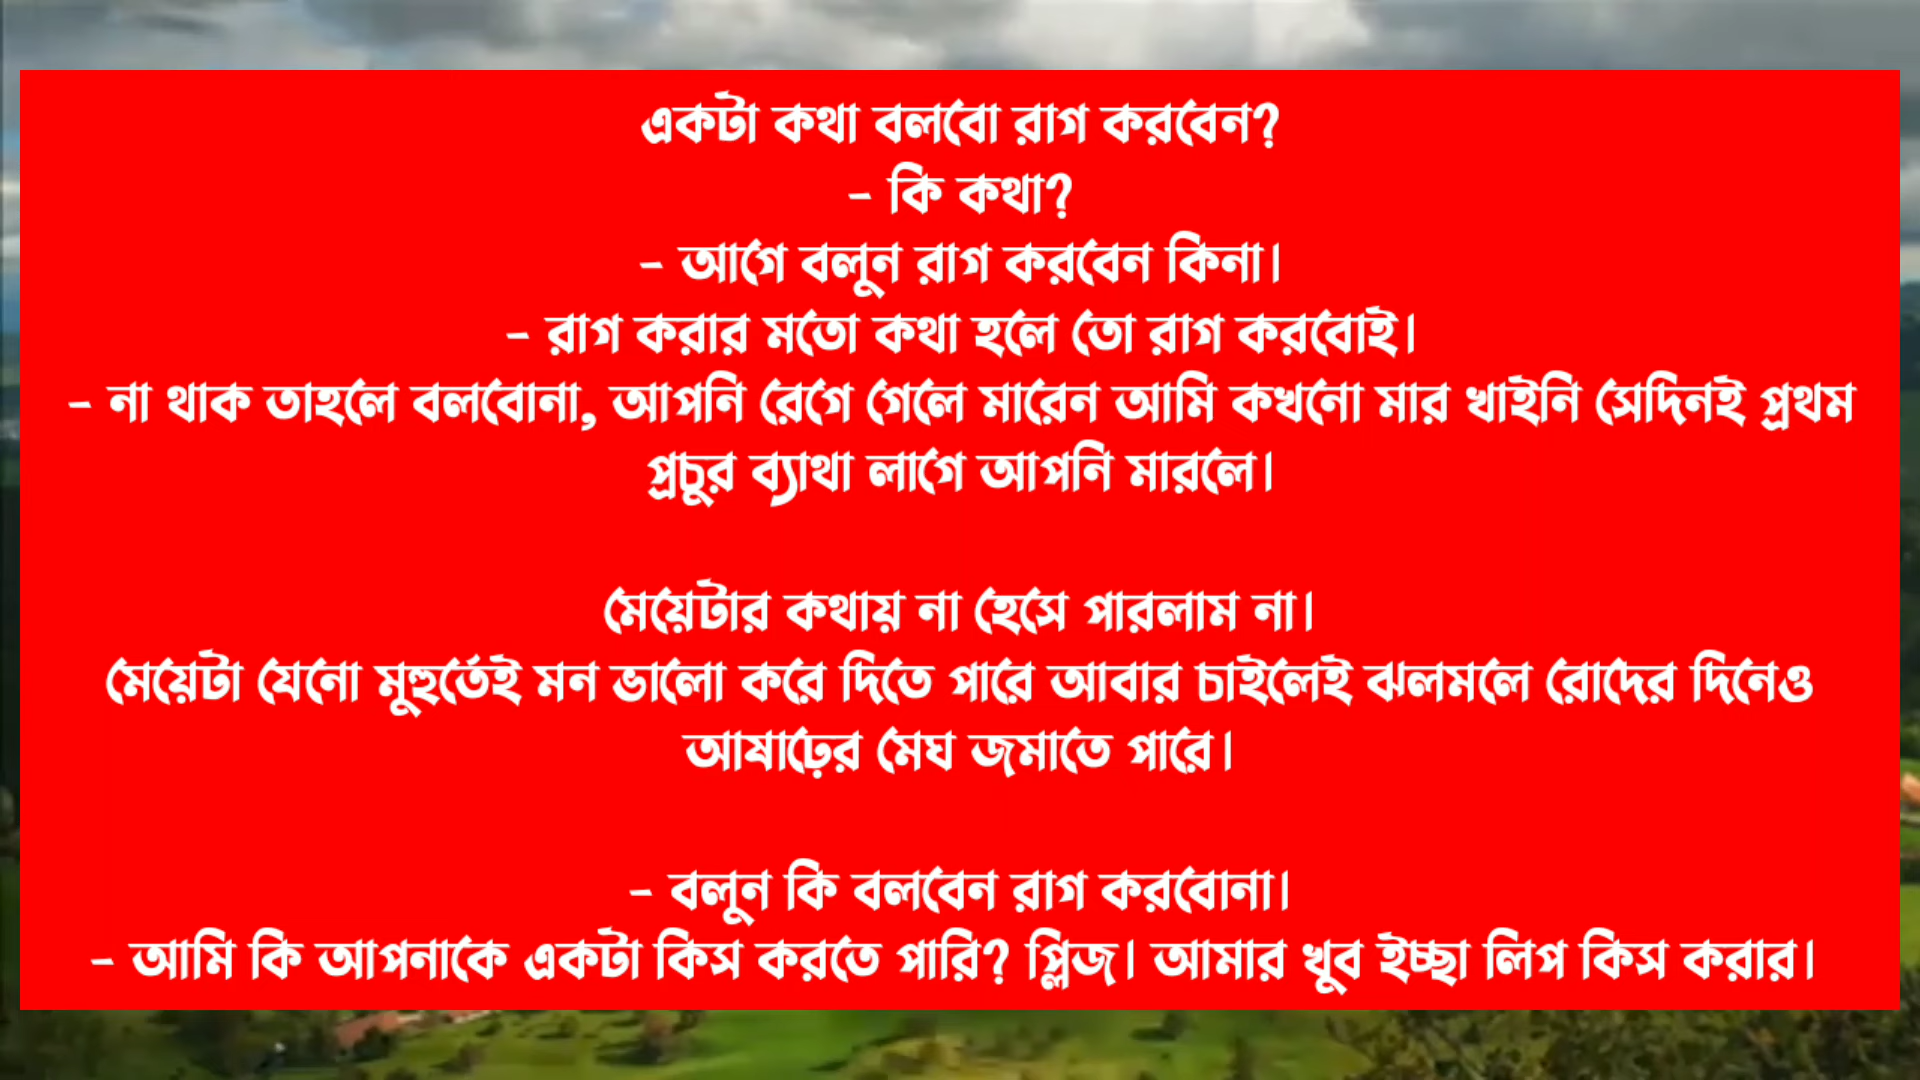 একটা কথা বলবো রাগ করবেন?
– কি কথা?
– আগে বলুন রাগ করবেন কিনা।
– রাগ করার মতো কথা হলে তো রাগ করবোই।
– না থাক তাহলে বলবোনা, আপনি রেগে গেলে মারেন আমি কখনো মার খাইনি সেদিনই প্রথম
প্রচুর ব্যাথা লাগে আপনি মারলে।
মেয়েটার কথায় না হেসে পারলাম না।
মেয়েটা যেনো মুহুর্তেই মন ভালো করে দিতে পারে আবার চাইলেই ঝলমলে রোদের দিনেও
আষাঢ়ের মেঘ জমাতে পারে।
– বলুন কি বলবেন রাগ করবোনা।
– আমি কি আপনাকে একটা কিস করতে পারি? প্লিজ। আমার খুব ইচ্ছা লিপ কিস করার।